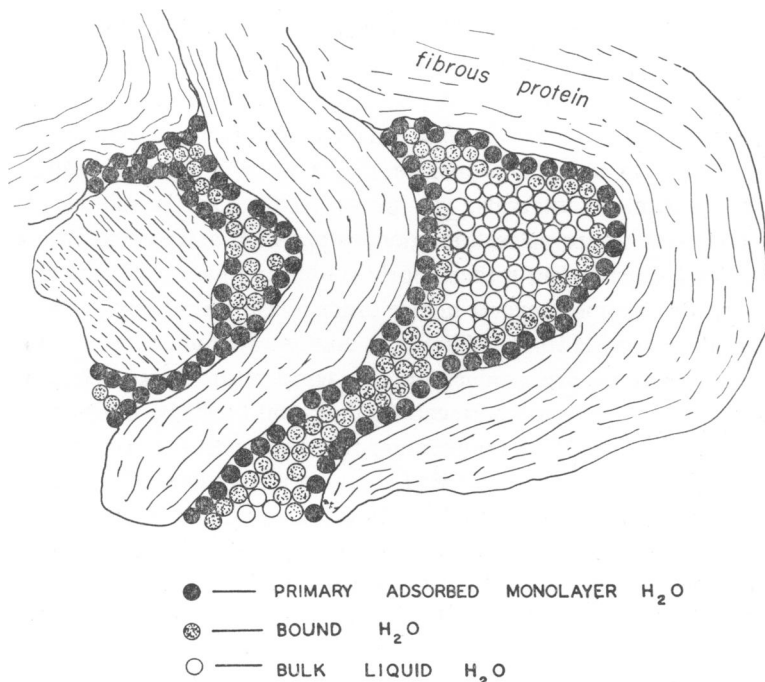 fibrous protein
PRIMARY ADSORBED MONOLAYER H₂O
BOUND H₂O
BULK LIQUID H₂O